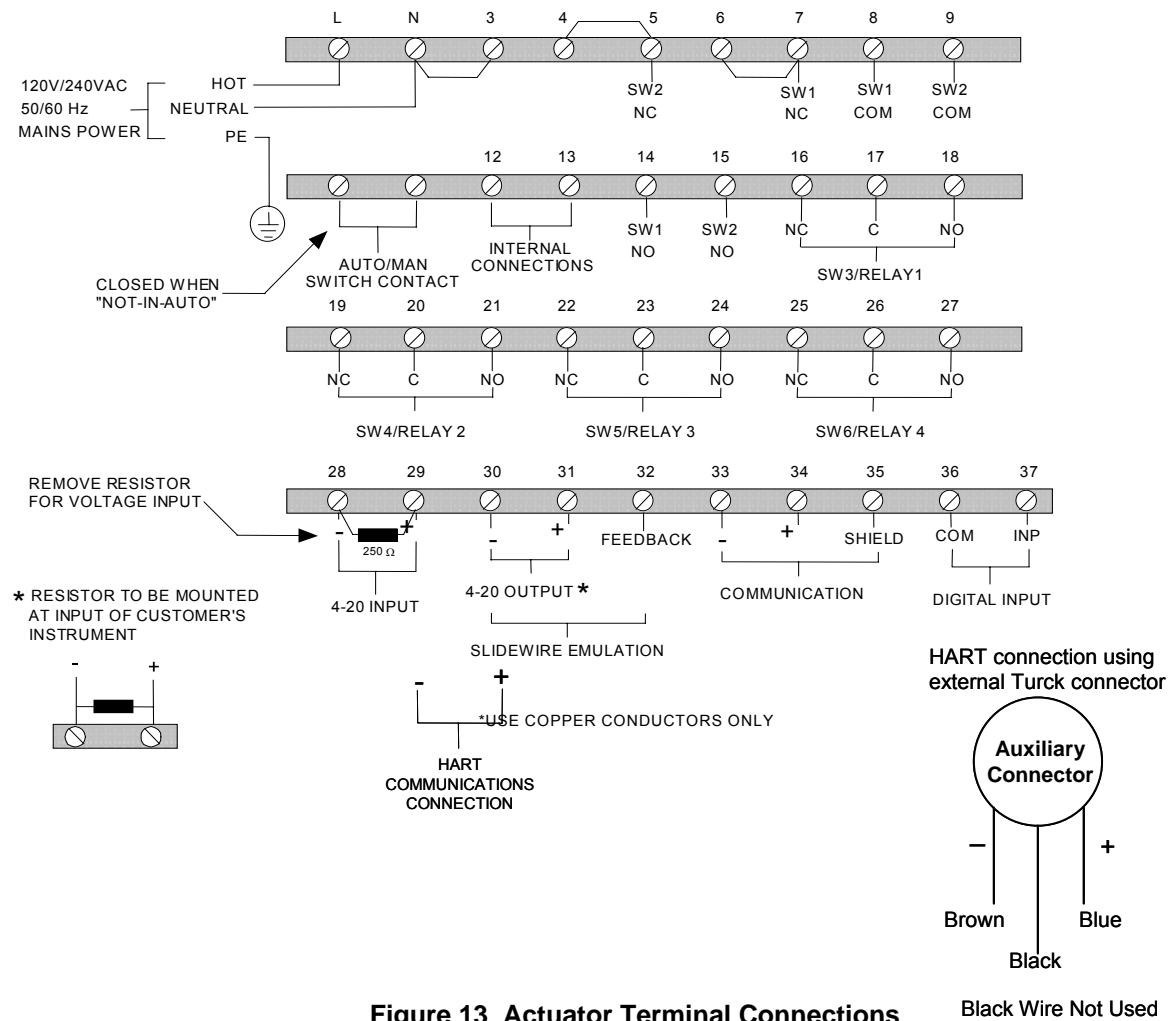 L N 3 4 5 6 7 8 9
120V/240VAC
50/60 Hz
MAINS POWER
HOT
NEUTRAL
PE
SW2
NC
SW1
NC
SW1
COM
SW2
COM
12 13 14 15 16 17 18
AUTO/MAN
SWITCH CONTACT
INTERNAL
CONNECTIONS
SW1
NO
SW2
NO
NC C NO
SW3/RELAY1
CLOSED WHEN
"NOT-IN-AUTO"
19 20 21 22 23 24 25 26 27
NC C NO NC C NO NC C NO
SW4/RELAY 2 SW5/RELAY 3 SW6/RELAY 4
REMOVE RESISTOR
FOR VOLTAGE INPUT
28 29 30 31 32 33 34 35 36 37
- +
250 Ω
4-20 INPUT
- +
4-20 OUTPUT *
FEEDBACK
SLIDEWIRE EMULATION
- + SHIELD
COMMUNICATION
COM INP
DIGITAL INPUT
* RESISTOR TO BE MOUNTED
AT INPUT OF CUSTOMER'S
INSTRUMENT
- +
- +
*USE COPPER CONDUCTORS ONLY
HART
COMMUNICATIONS
CONNECTION
HART connection using
external Turck connector
Auxiliary
Connector
– +
Brown Blue
Black
Black Wire Not Used
Figure 13 Actuator Terminal Connections